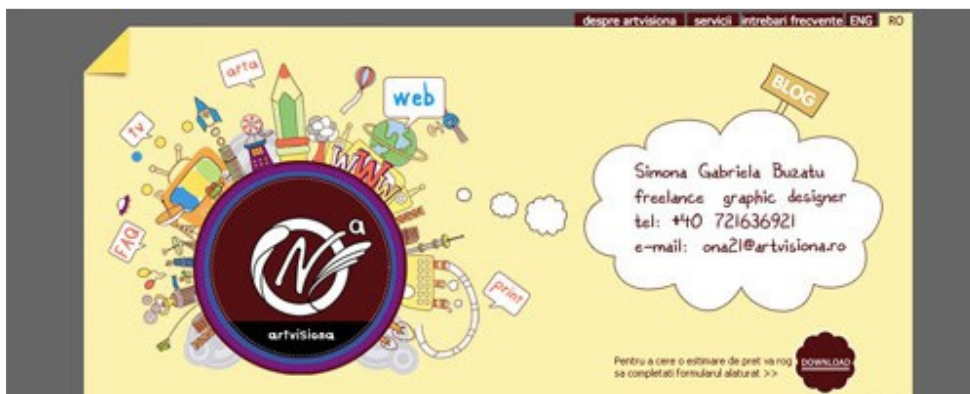 despre artvisiona servicii intrebari frecvente ENG RO
BLOG
arta
web
tv
www
FAQ
print
a
N
artvisiona
Simona Gabriela Buzatu
freelance graphic designer
tel: +40 721636921
e-mail: ona21@artvisiona.ro
Pentru a cere o estimare de pret va rog
sa completati formularul alaturat >>
DOWNLOAD